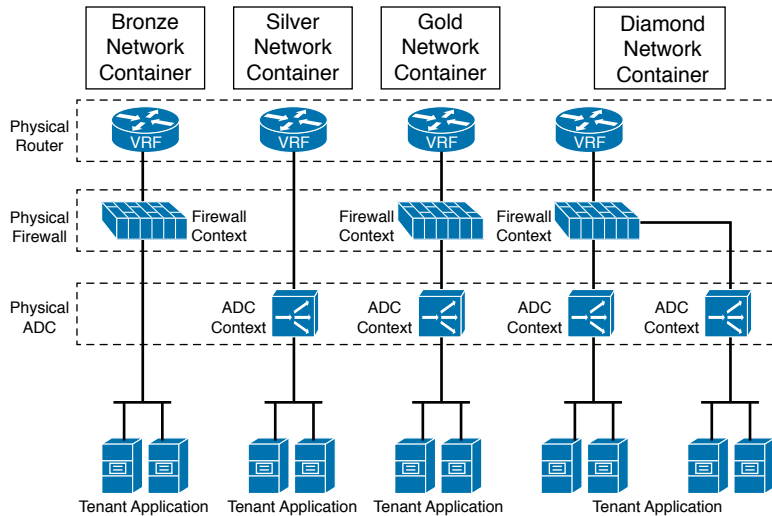 Bronze
Network
Container
Silver
Network
Container
Gold
Network
Container
Diamond
Network
Container
Physical
Router
VRF
VRF
VRF
VRF
Physical
Firewall
Firewall
Context
Firewall
Context
Firewall
Context
Physical
ADC
ADC
Context
ADC
Context
ADC
Context
ADC
Context
Tenant Application
Tenant Application
Tenant Application
Tenant Application